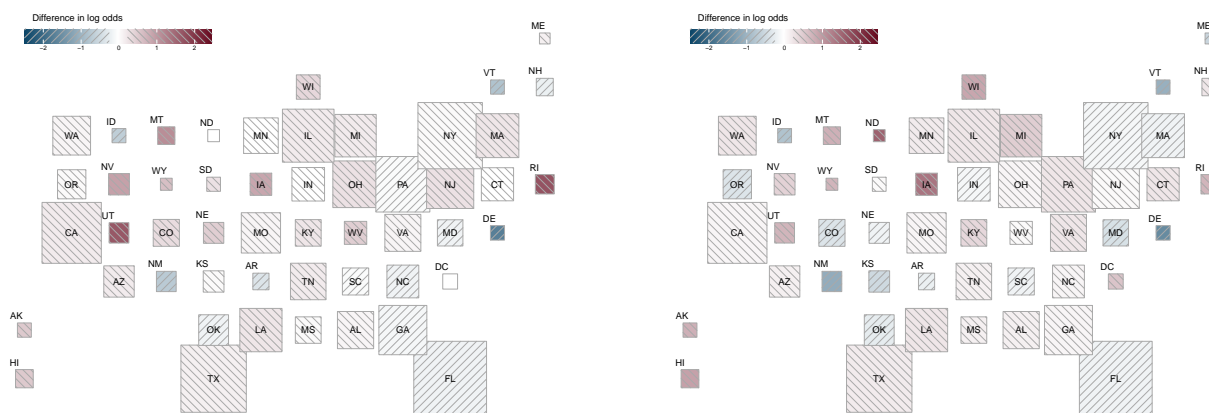 Difference in log odds
−2 −1 0 1 2
ME
WI VT NH
WA ID MT ND MN IL MI NY MA
OR NV WY SD IA IN OH PA NJ CT RI
CA UT CO NE MO KY WV VA MD DE
AZ NM KS AR TN SC NC DC
AK OK LA MS AL GA
HI TX FL
Difference in log odds
−2 −1 0 1 2
ME
WI VT NH
WA ID MT ND MN IL MI NY MA
OR NV WY SD IA IN OH PA NJ CT RI
CA UT CO NE MO KY WV VA MD DE
AZ NM KS AR TN SC NC DC
AK OK LA MS AL GA
HI TX FL